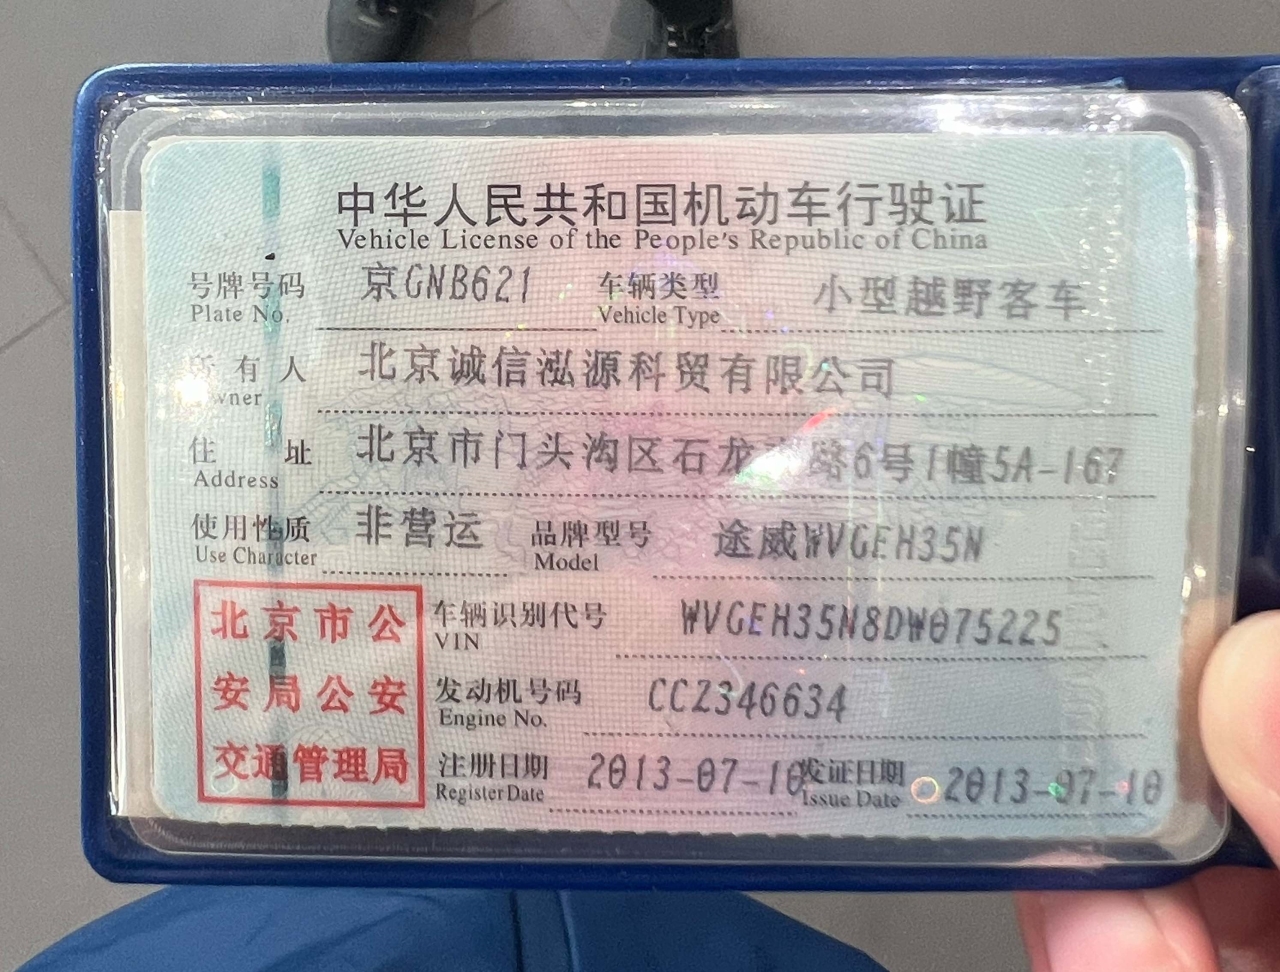 中华人民共和国机动车行驶证
Vehicle License of the People's Republic of China
号牌号码 京GNB621 车辆类型 小型越野客车
Plate No. Vehicle Type
所有人 北京诚信泓源科贸有限公司
Owner
住址 北京市门头沟区石龙 路6号1幢5A-167
Address
使用性质 非营运 品牌型号 途威WVGEH35N
Use Character Model
北京市公
安局公安
交通管理局
车辆识别代号 WVGEH35N8DW075225
VIN
发动机号码 CCZ346634
Engine No.
注册日期 2013-07-10 发证日期 2013-07-10
Register Date Issue Date